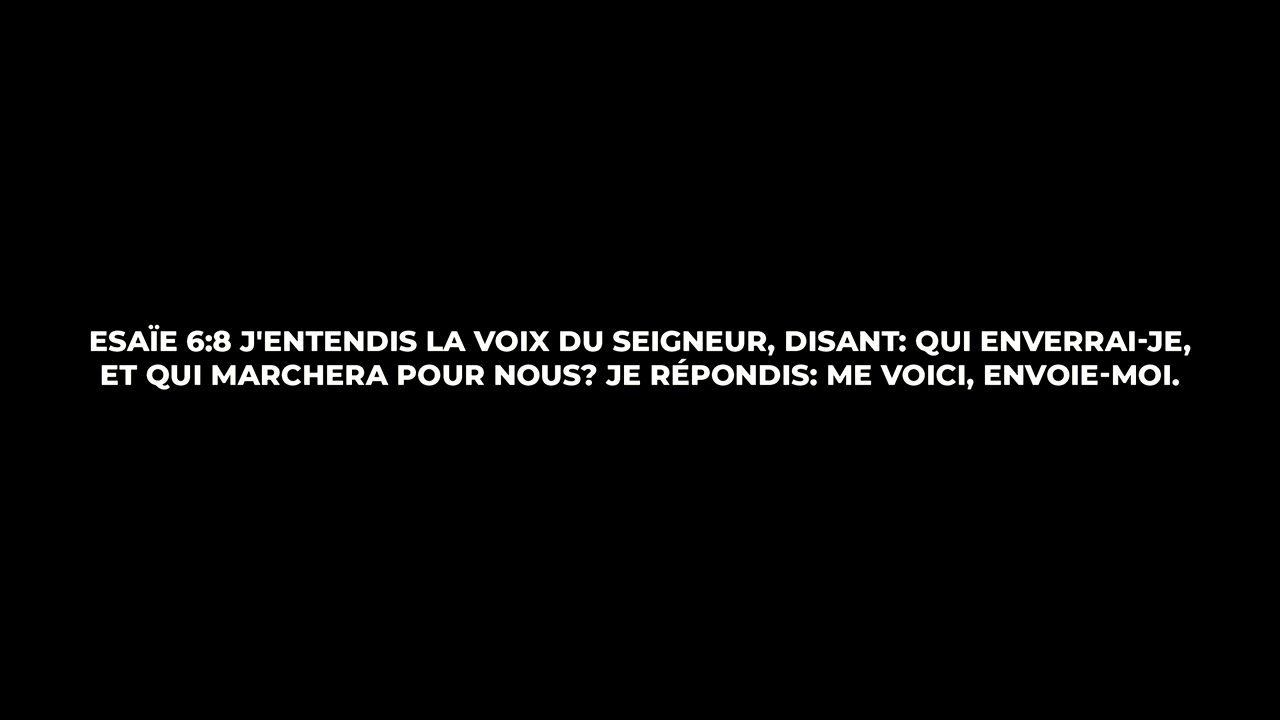 ESAÏE 6:8 J'ENTENDIS LA VOIX DU SEIGNEUR, DISANT: QUI ENVERRAI-JE,
ET QUI MARCHERA POUR NOUS? JE RÉPONDIS: ME VOICI, ENVOIE-MOI.